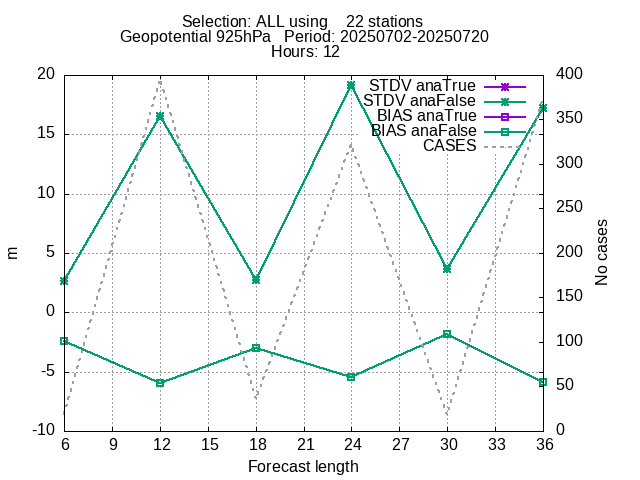 Selection: ALL using    22 stations
Geopotential 925hPa   Period: 20250702-20250720
Hours: 12
STDV anaTrue
STDV anaFalse
BIAS anaTrue
BIAS anaFalse
CASES
20
15
10
5
0
-5
-10
m
400
350
300
250
200
150
100
50
0
No cases
6 9 12 15 18 21 24 27 30 33 36
Forecast length